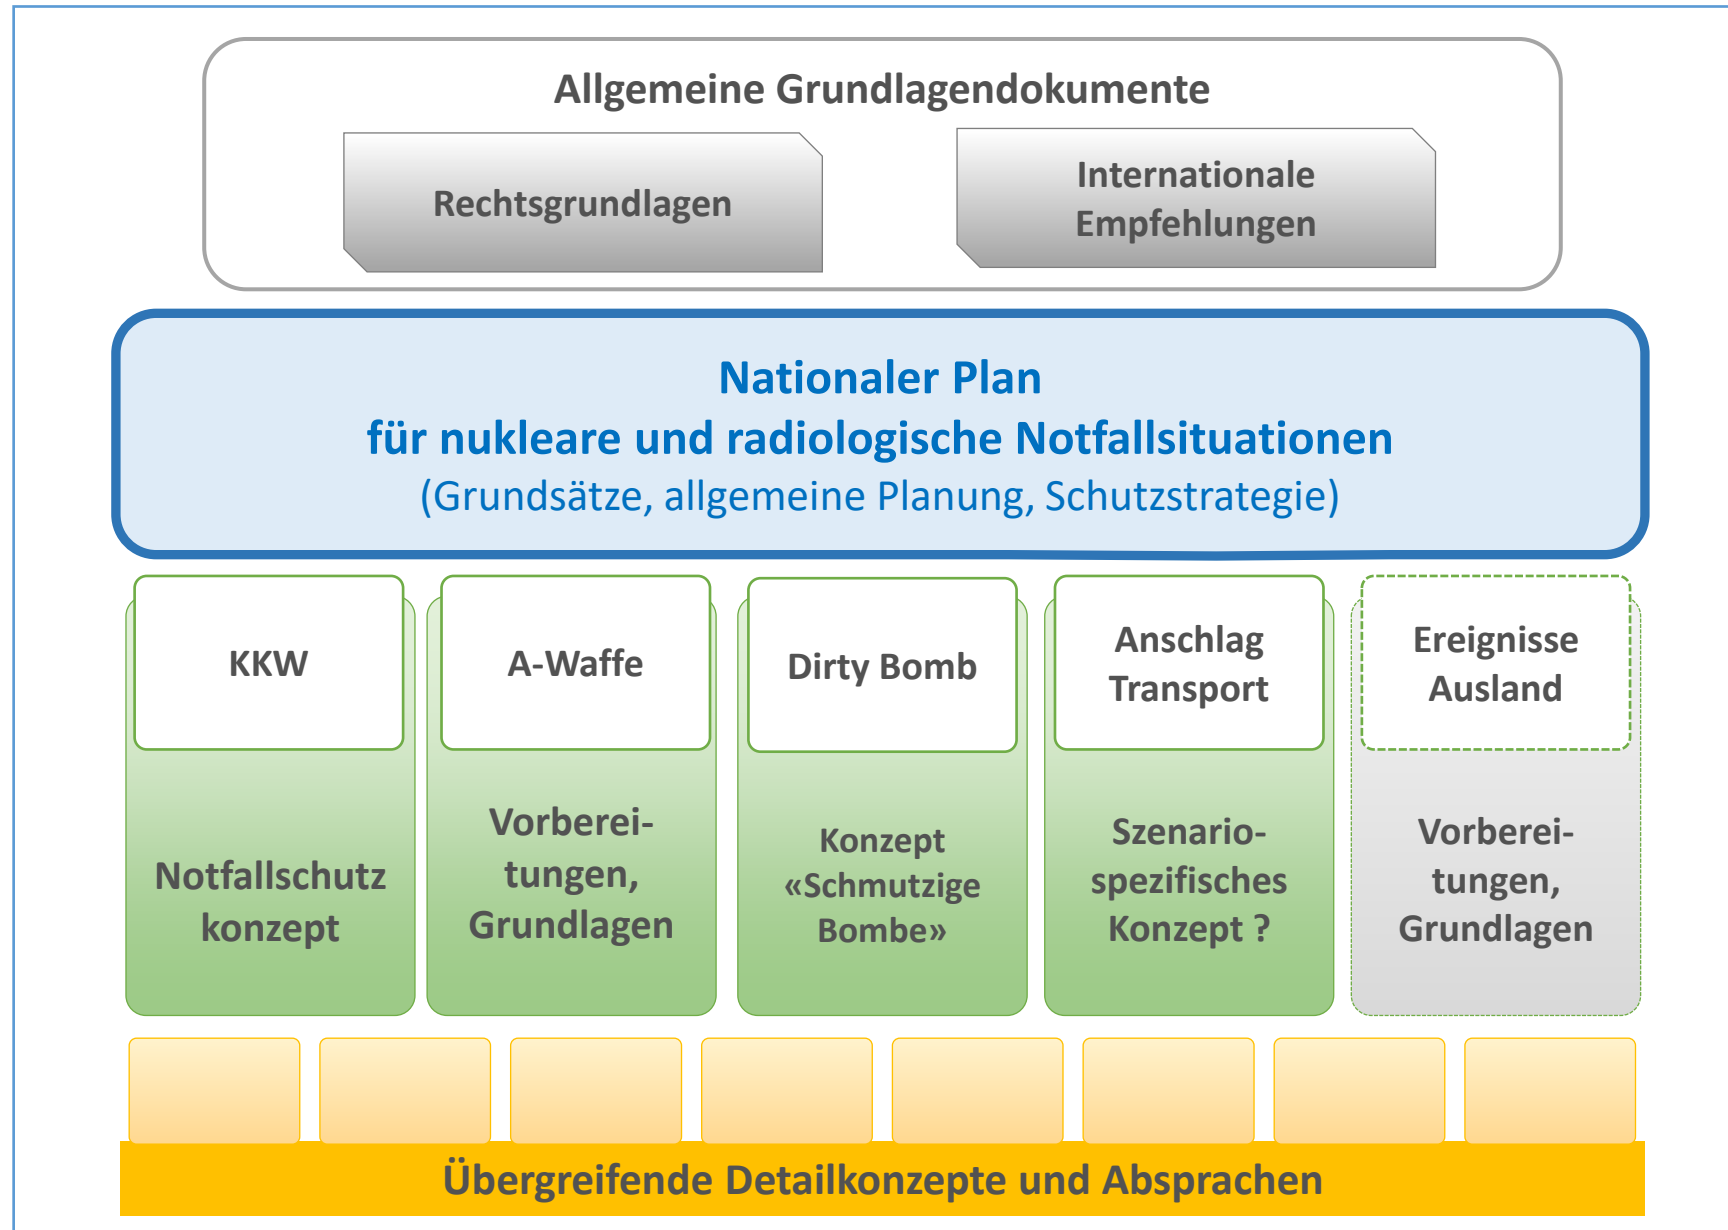 Allgemeine Grundlagendokumente
Rechtsgrundlagen
Internationale
Empfehlungen
Nationaler Plan
für nukleare und radiologische Notfallsituationen
(Grundsätze, allgemeine Planung, Schutzstrategie)
KKW
Notfallschutz
konzept
A-Waffe
Vorberei-
tungen,
Grundlagen
Dirty Bomb
Konzept
«Schmutzige
Bombe»
Anschlag
Transport
Szenario-
spezifisches
Konzept ?
Ereignisse
Ausland
Vorberei-
tungen,
Grundlagen
Übergreifende Detailkonzepte und Absprachen